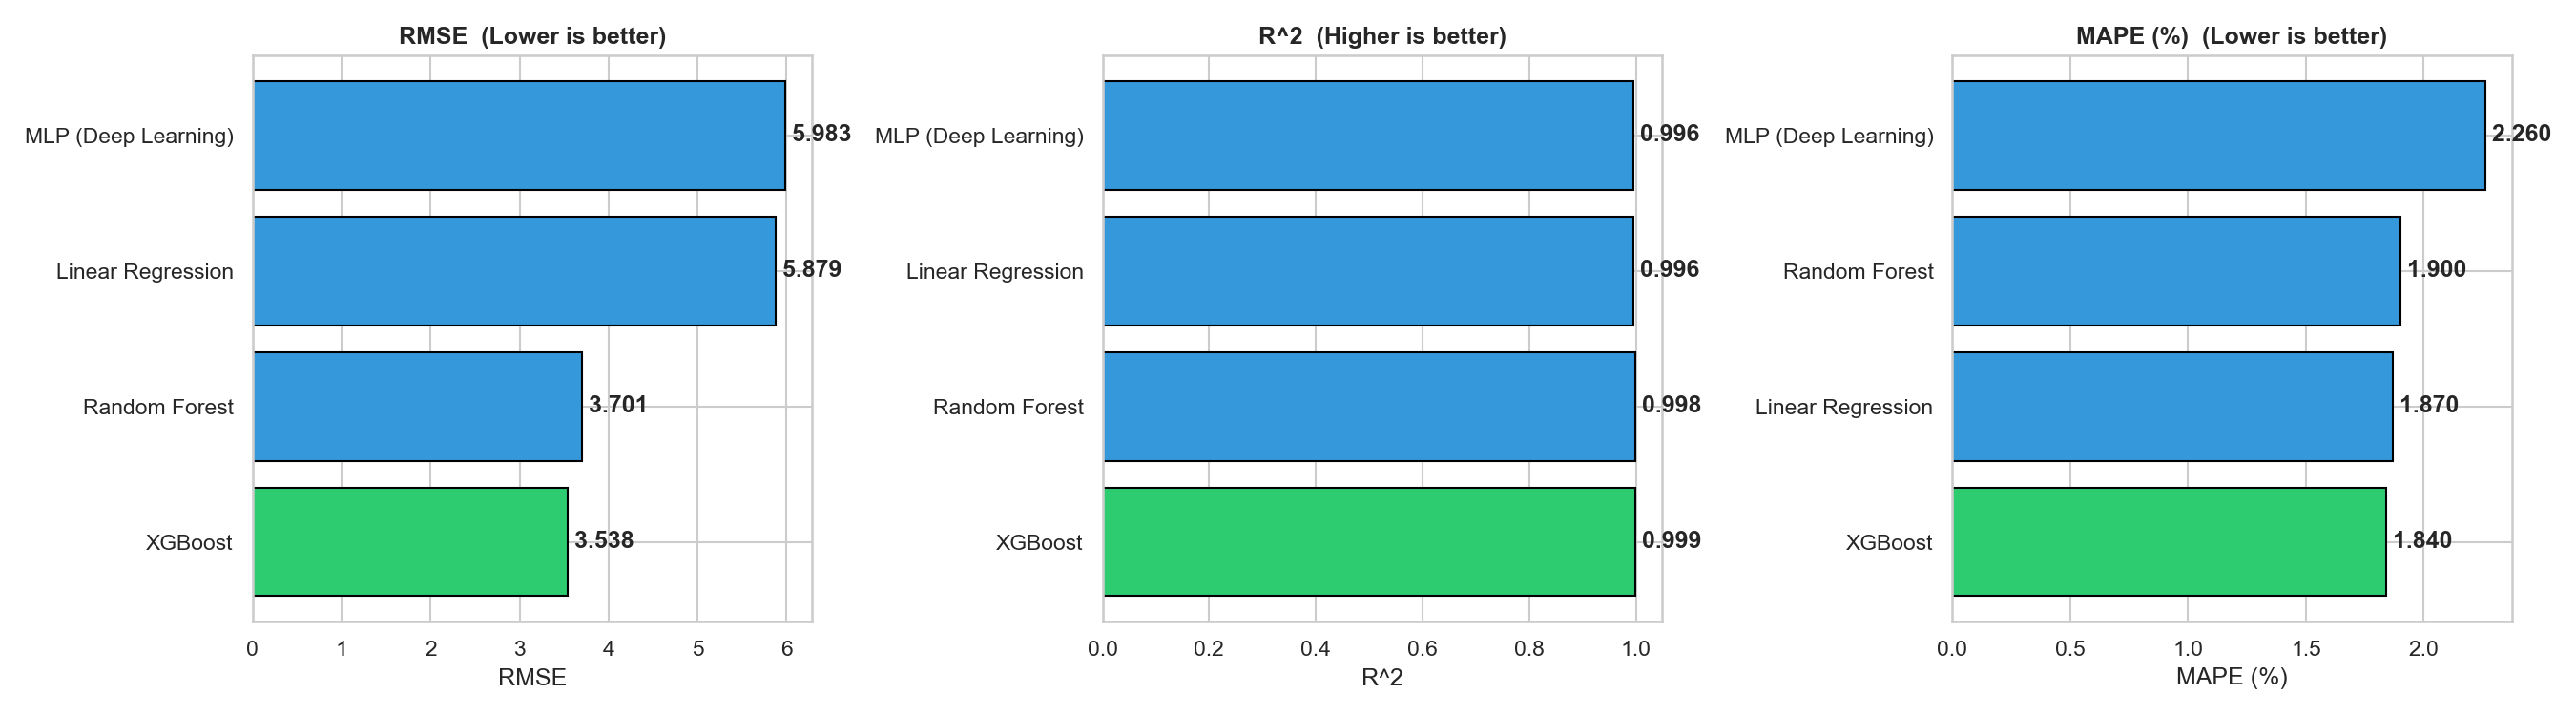 RMSE  (Lower is better)
MLP (Deep Learning)
5.983
Linear Regression
5.879
Random Forest
3.701
XGBoost
3.538
0 1 2 3 4 5 6
RMSE
R^2  (Higher is better)
MLP (Deep Learning)
0.996
Linear Regression
0.996
Random Forest
0.998
XGBoost
0.999
0.0 0.2 0.4 0.6 0.8 1.0
R^2
MAPE (%)  (Lower is better)
MLP (Deep Learning)
2.260
Random Forest
1.900
Linear Regression
1.870
XGBoost
1.840
0.0 0.5 1.0 1.5 2.0
MAPE (%)